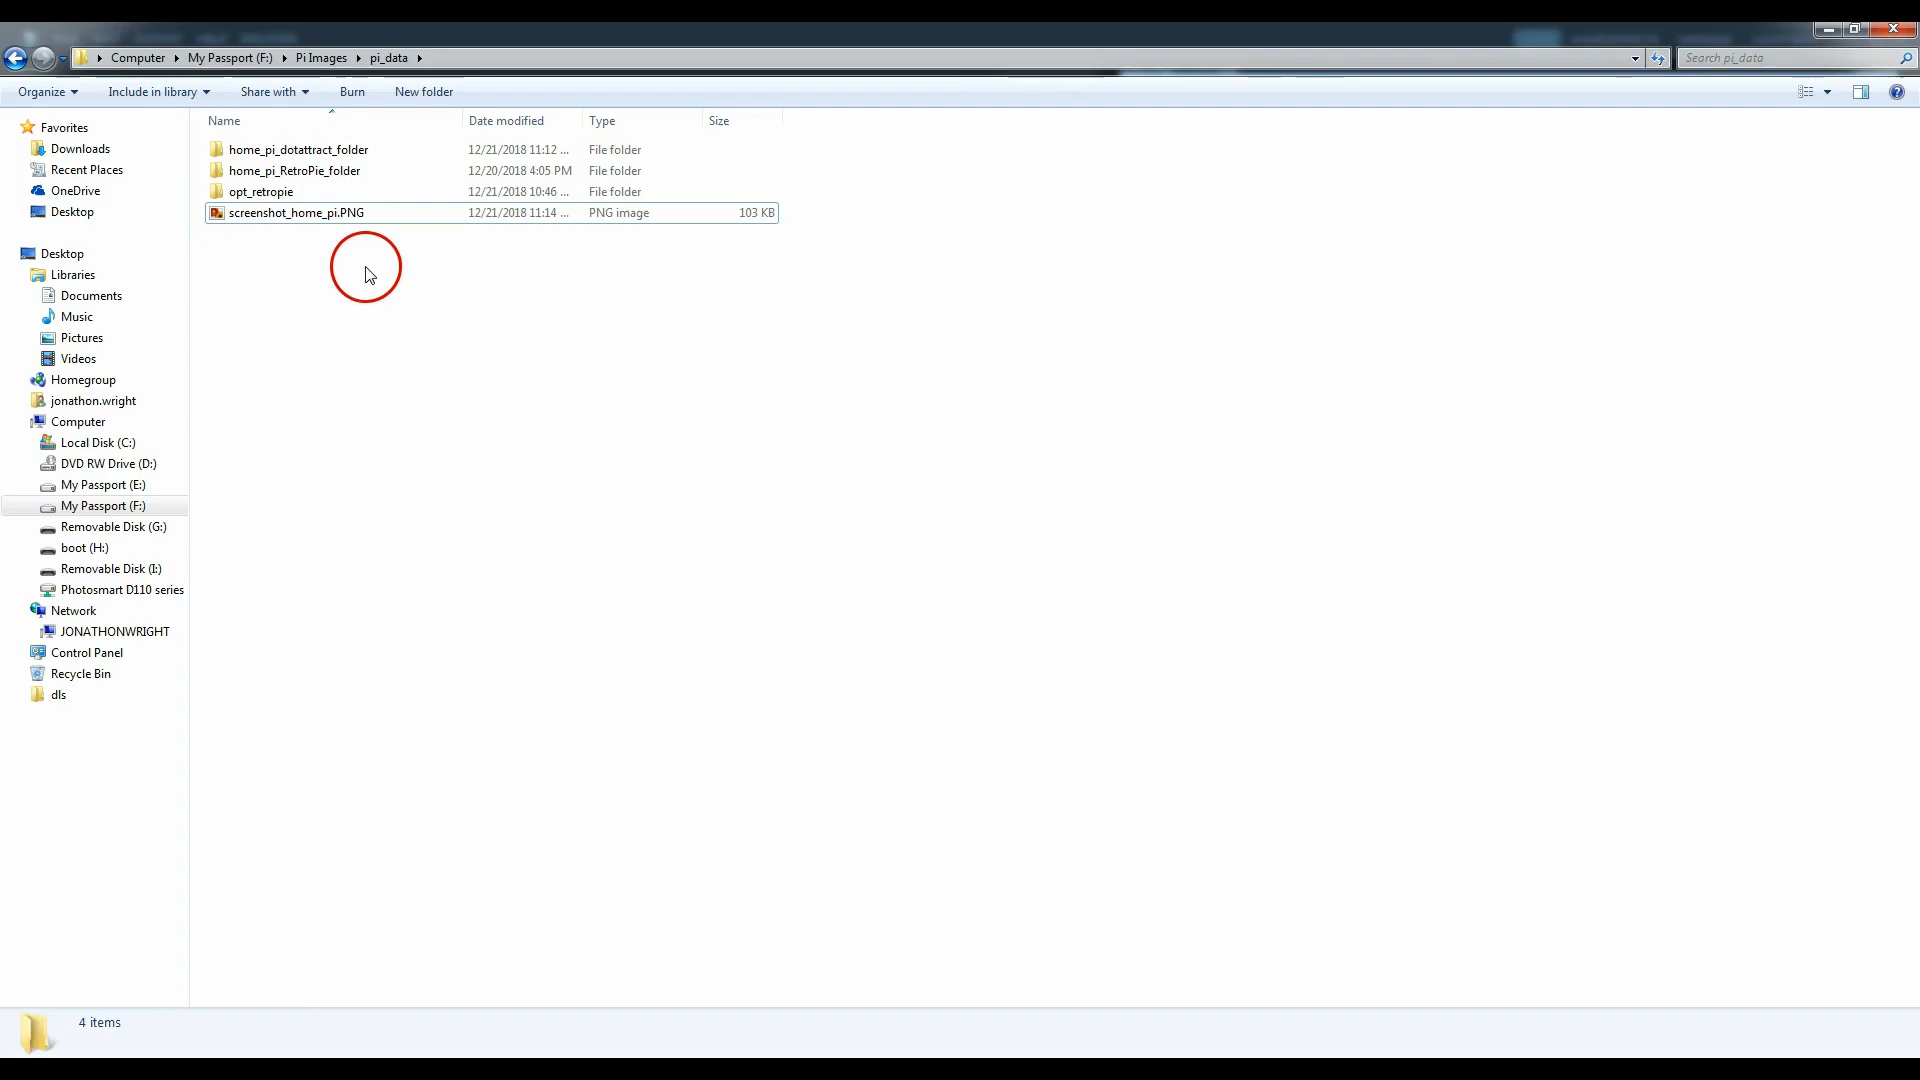 Computer My Passport (F:) Pi Images pi_data
Search pi_data
Organize Include in library Share with Burn New folder
Name Date modified Type Size
home_pi_dotattract_folder 12/21/2018 11:12 ... File folder
home_pi_RetroPie_folder 12/20/2018 4:05 PM File folder
opt_retropie 12/21/2018 10:46 ... File folder
screenshot_home_pi.PNG 12/21/2018 11:14 ... PNG image 103 KB
Favorites
Downloads
Recent Places
OneDrive
Desktop
Desktop
Libraries
Documents
Music
Pictures
Videos
Homegroup
jonathon.wright
Computer
Local Disk (C:)
DVD RW Drive (D:)
My Passport (E:)
My Passport (F:)
Removable Disk (G:)
boot (H:)
Removable Disk (I:)
Photosmart D110 series
Network
JONATHONWRIGHT
Control Panel
Recycle Bin
dls
4 items